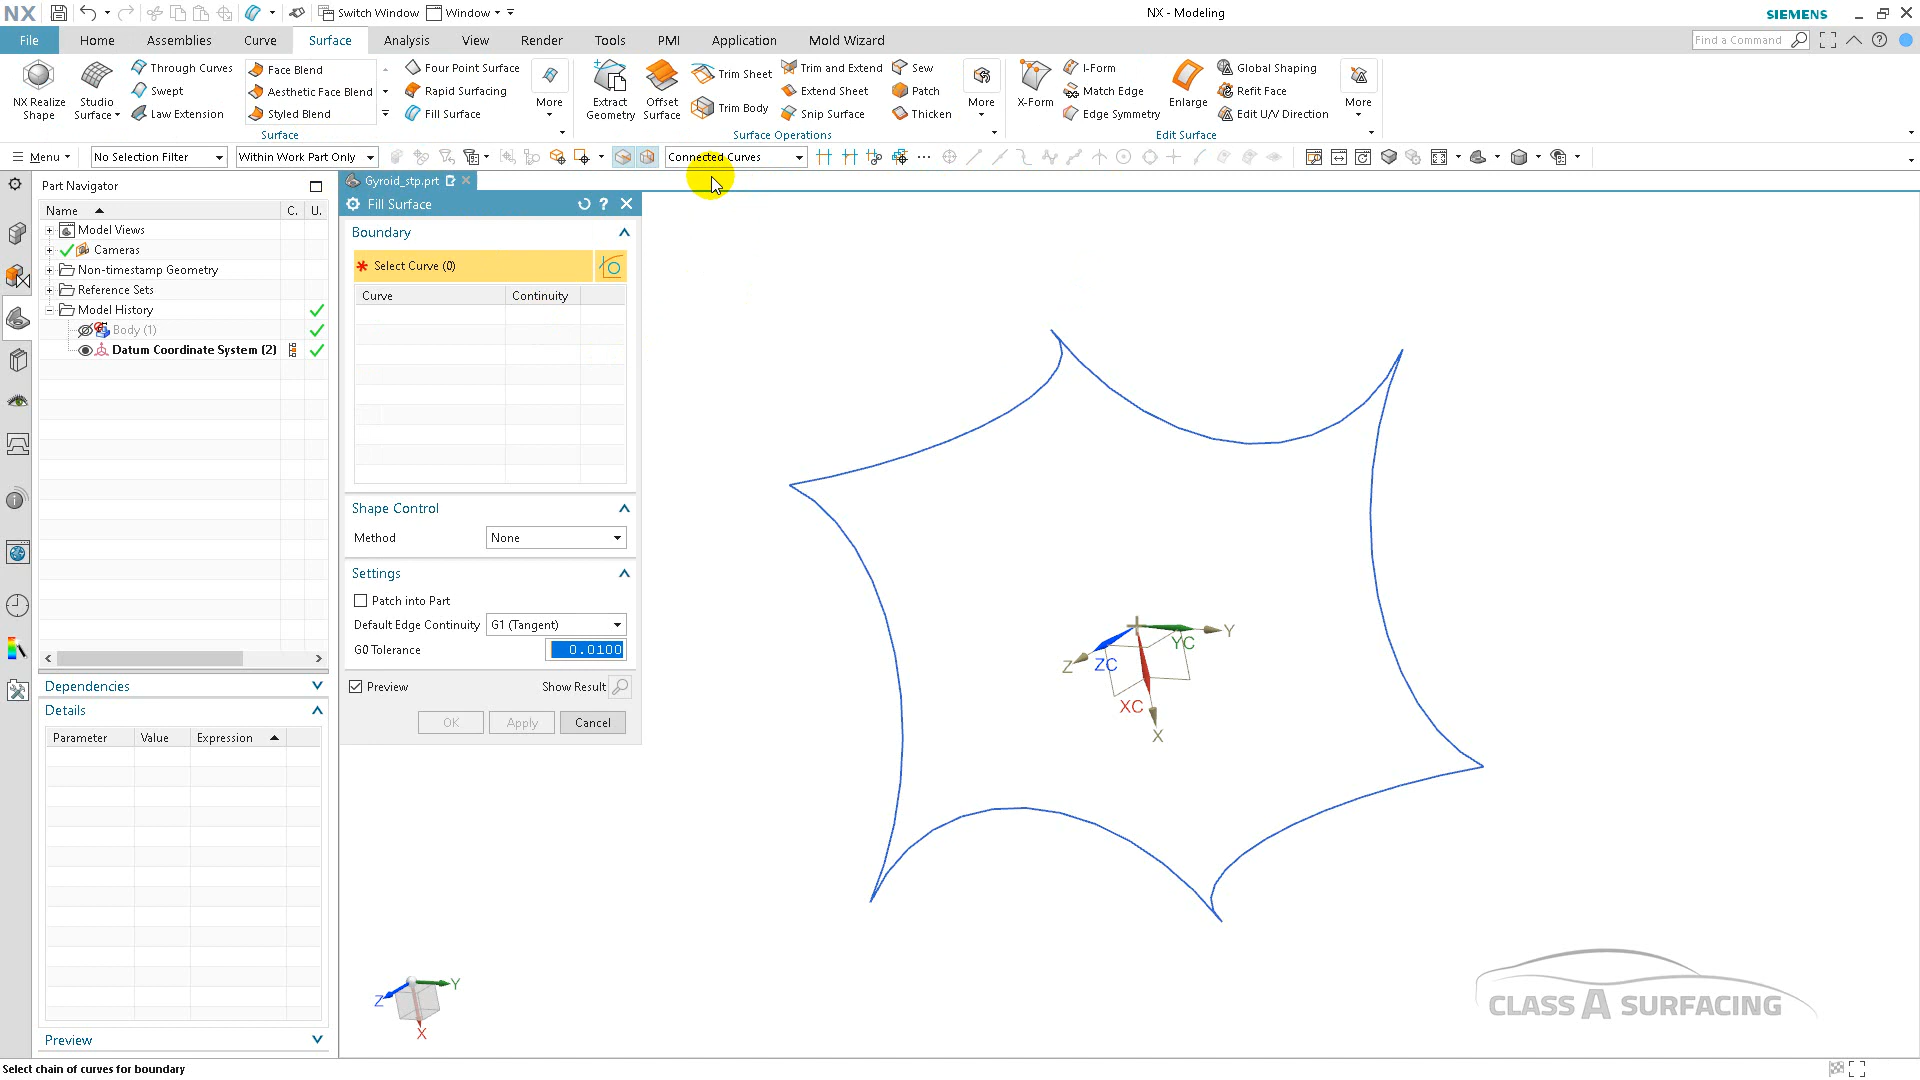 NX
Switch Window
Window
NX - Modeling
SIEMENS
File
Home
Assemblies
Curve
Surface
Analysis
View
Render
Tools
PMI
Application
Mold Wizard
Find a Command
NX Realize
Shape
Studio
Surface
Through Curves
Swept
Law Extension
Face Blend
Aesthetic Face Blend
Styled Blend
Four Point Surface
Rapid Surfacing
Fill Surface
More
Extract
Geometry
Offset
Surface
Trim Sheet
Trim Body
Trim and Extend
Extend Sheet
Snip Surface
Sew
Patch
Thicken
More
X-Form
I-Form
Match Edge
Edge Symmetry
Enlarge
Global Shaping
Refit Face
Edit U/V Direction
More
Surface
Surface Operations
Edit Surface
Menu
No Selection Filter
Within Work Part Only
Connected Curves
Part Navigator
Name
C.
U.
Model Views
Cameras
Non-timestamp Geometry
Reference Sets
Model History
Body (1)
Datum Coordinate System (2)
Dependencies
Details
Parameter
Value
Expression
Preview
Gyroid_stp.prt
Fill Surface
Boundary
* Select Curve (0)
Curve
Continuity
Shape Control
Method
None
Settings
Patch into Part
Default Edge Continuity
G1 (Tangent)
G0 Tolerance
0.0100
Preview
Show Result
OK
Apply
Cancel
Y
YC
Z
ZC
XC
X
Z
Y
X
CLASS A SURFACING
Select chain of curves for boundary